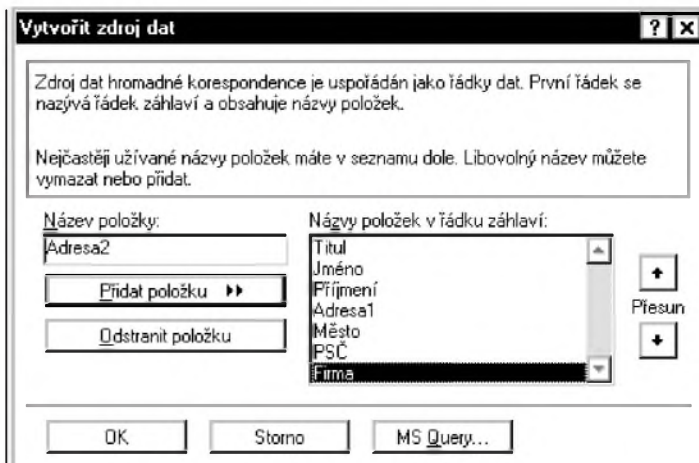 Vytvořit zdroj dat
Zdroj dat hromadné korespondence je uspořádán jako řádky dat. První řádek se
nazývá řádek záhlaví a obsahuje názvy položek.
Nejčastěji užívané názvy položek máte v seznamu dole. Libovolný název můžete
vymazat nebo přidat.
Název položky:
Adresa2
Přidat položku
Odstranit položku
Názvy položek v řádku záhlaví:
Titul
Jméno
Příjmení
Adresa1
Město
PSČ
Firma
Přesun
OK
Storno
MS Query...